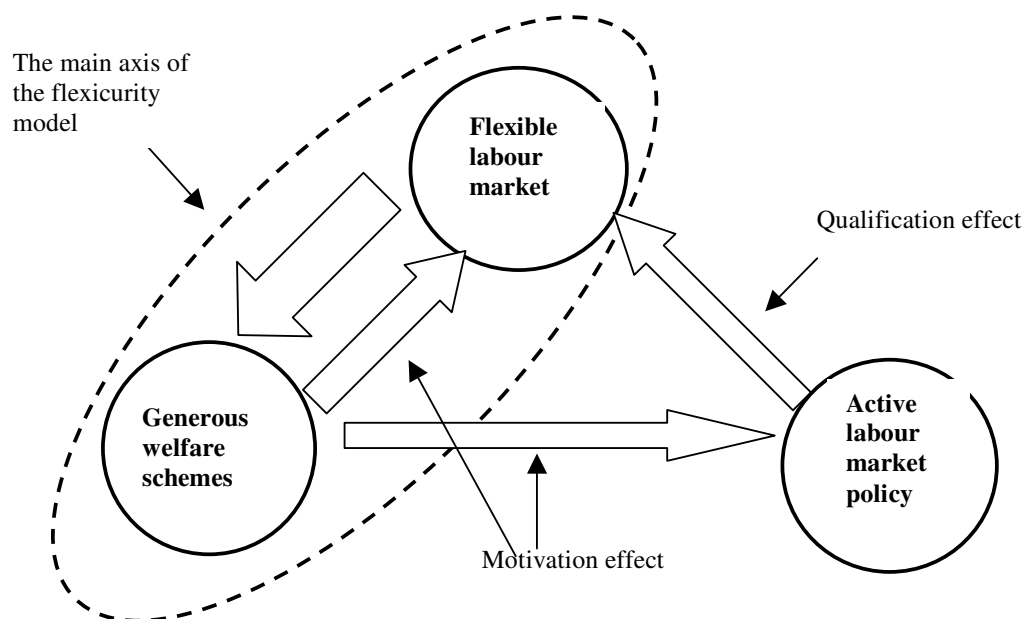 The main axis of
the flexicurity
model
Flexible
labour
market
Qualification effect
Generous
welfare
schemes
Active
labour
market
policy
Motivation effect